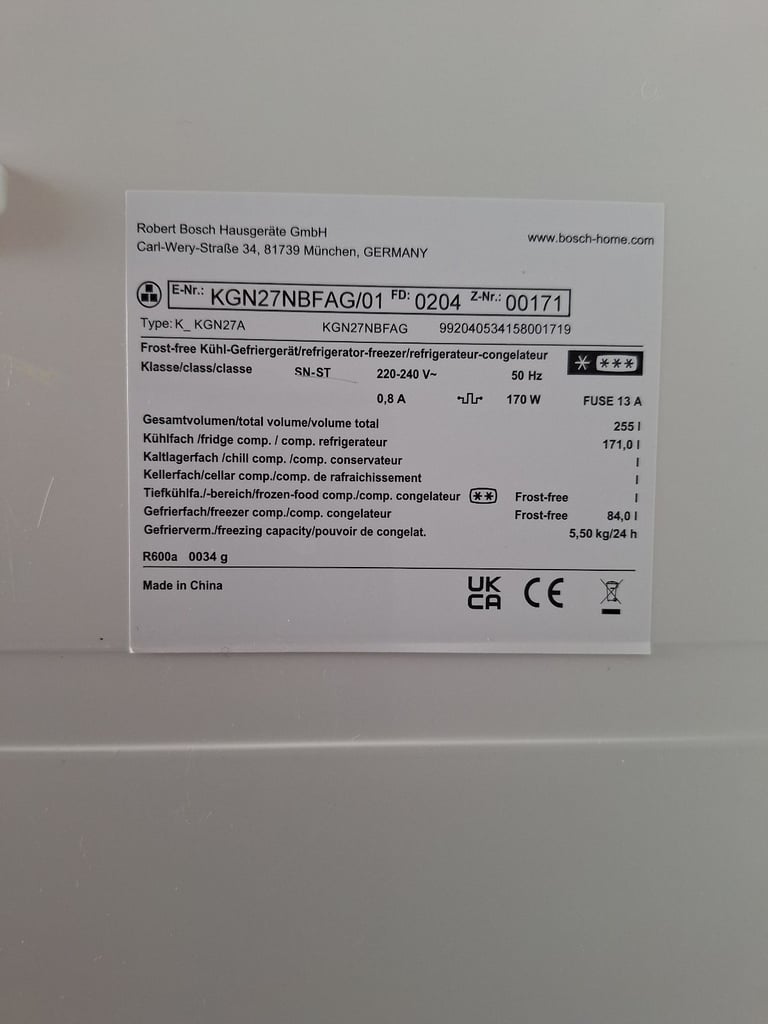 Robert Bosch Hausgeräte GmbH
Carl-Wery-Straße 34, 81739 München, GERMANY
www.bosch-home.com
E-Nr.: KGN27NBFAG/01 FD: 0204 Z-Nr.: 00171
Type: K_ KGN27A KGN27NBFAG 992040534158001719
Frost-free Kühl-Gefriergerät/refrigerator-freezer/refrigerateur-congelateur
Klasse/class/classe SN-ST 220-240 V~ 50 Hz
0,8 A 170 W FUSE 13 A
Gesamtvolumen/total volume/volume total 255 l
Kühlfach /fridge comp. / comp. refrigerateur 171,0 l
Kaltlagerfach /chill comp. /comp. conservateur l
Kellerfach/cellar comp./comp. de rafraichissement l
Tiefkühlfa./-bereich/frozen-food comp./comp. congelateur Frost-free l
Gefrierfach/freezer comp./comp. congelateur Frost-free 84,0 l
Gefrierverm./freezing capacity/pouvoir de congelat. 5,50 kg/24 h
R600a 0034 g
Made in China
UK
CA CE